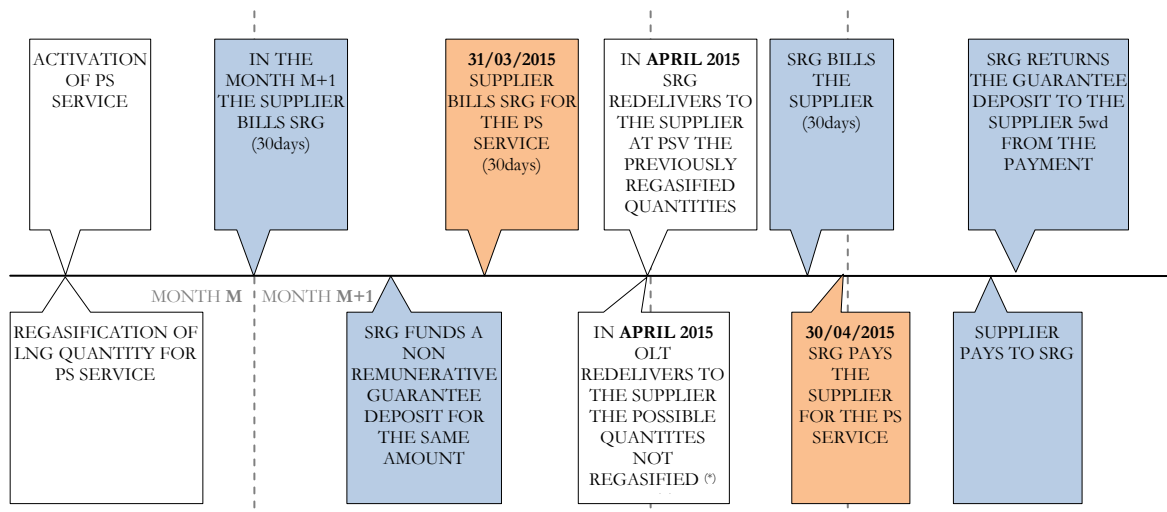 ACTIVATION
OF PS
SERVICE
IN THE
MONTH M+1
THE SUPPLIER
BILLS SRG
(30days)
31/03/2015
SUPPLIER
BILLS SRG FOR
THE PS
SERVICE
(30days)
IN APRIL 2015
SRG
REDELIVERS TO
THE SUPPLIER
AT PSV THE
PREVIOUSLY
REGASIFIED
QUANTITIES
SRG BILLS
THE
SUPPLIER
(30days)
SRG RETURNS
THE GUARANTEE
DEPOSIT TO THE
SUPPLIER 5wd
FROM THE
PAYMENT
MONTH M
MONTH M+1
REGASIFICATION OF
LNG QUANTITY FOR
PS SERVICE
SRG FUNDS A
NON
REMUNERATIVE
GUARANTEE
DEPOSIT FOR
THE SAME
AMOUNT
IN APRIL 2015
OLT
REDELIVERS TO
THE SUPPLIER
THE POSSIBLE
QUANTITES
NOT
REGASIFIED (*)
30/04/2015
SRG PAYS
THE
SUPPLIER
FOR THE PS
SERVICE
SUPPLIER
PAYS TO SRG